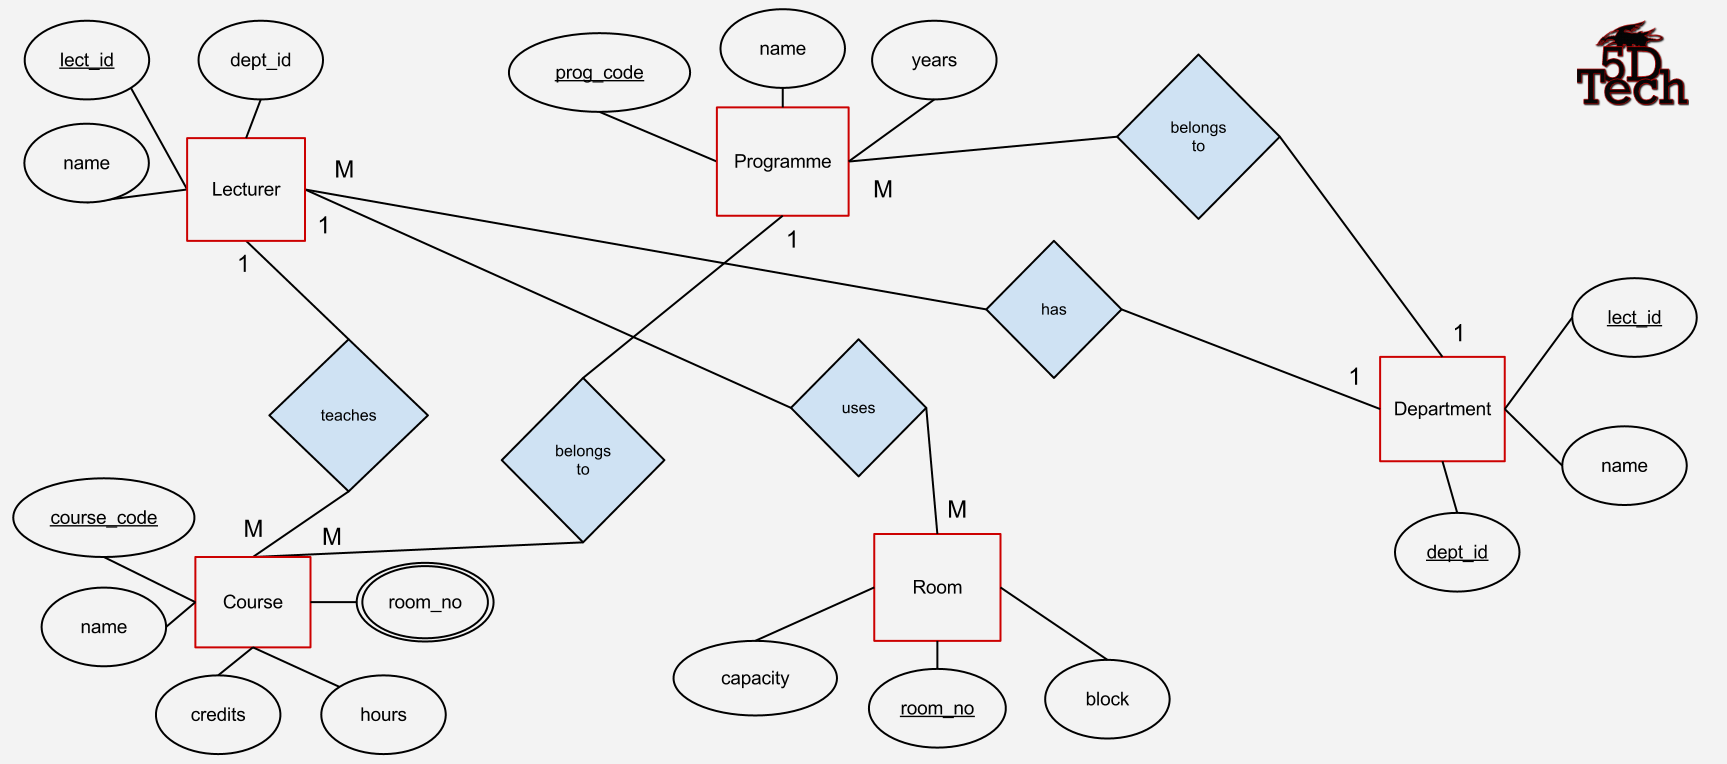 lect_id
dept_id
name
Lecturer
M
1
1
prog_code
name
years
Programme
M
1
belongs
to
5D
Tech
has
1
1
lect_id
Department
name
dept_id
teaches
belongs
to
uses
M
M
M
course_code
name
Course
room_no
credits
hours
Room
capacity
room_no
block